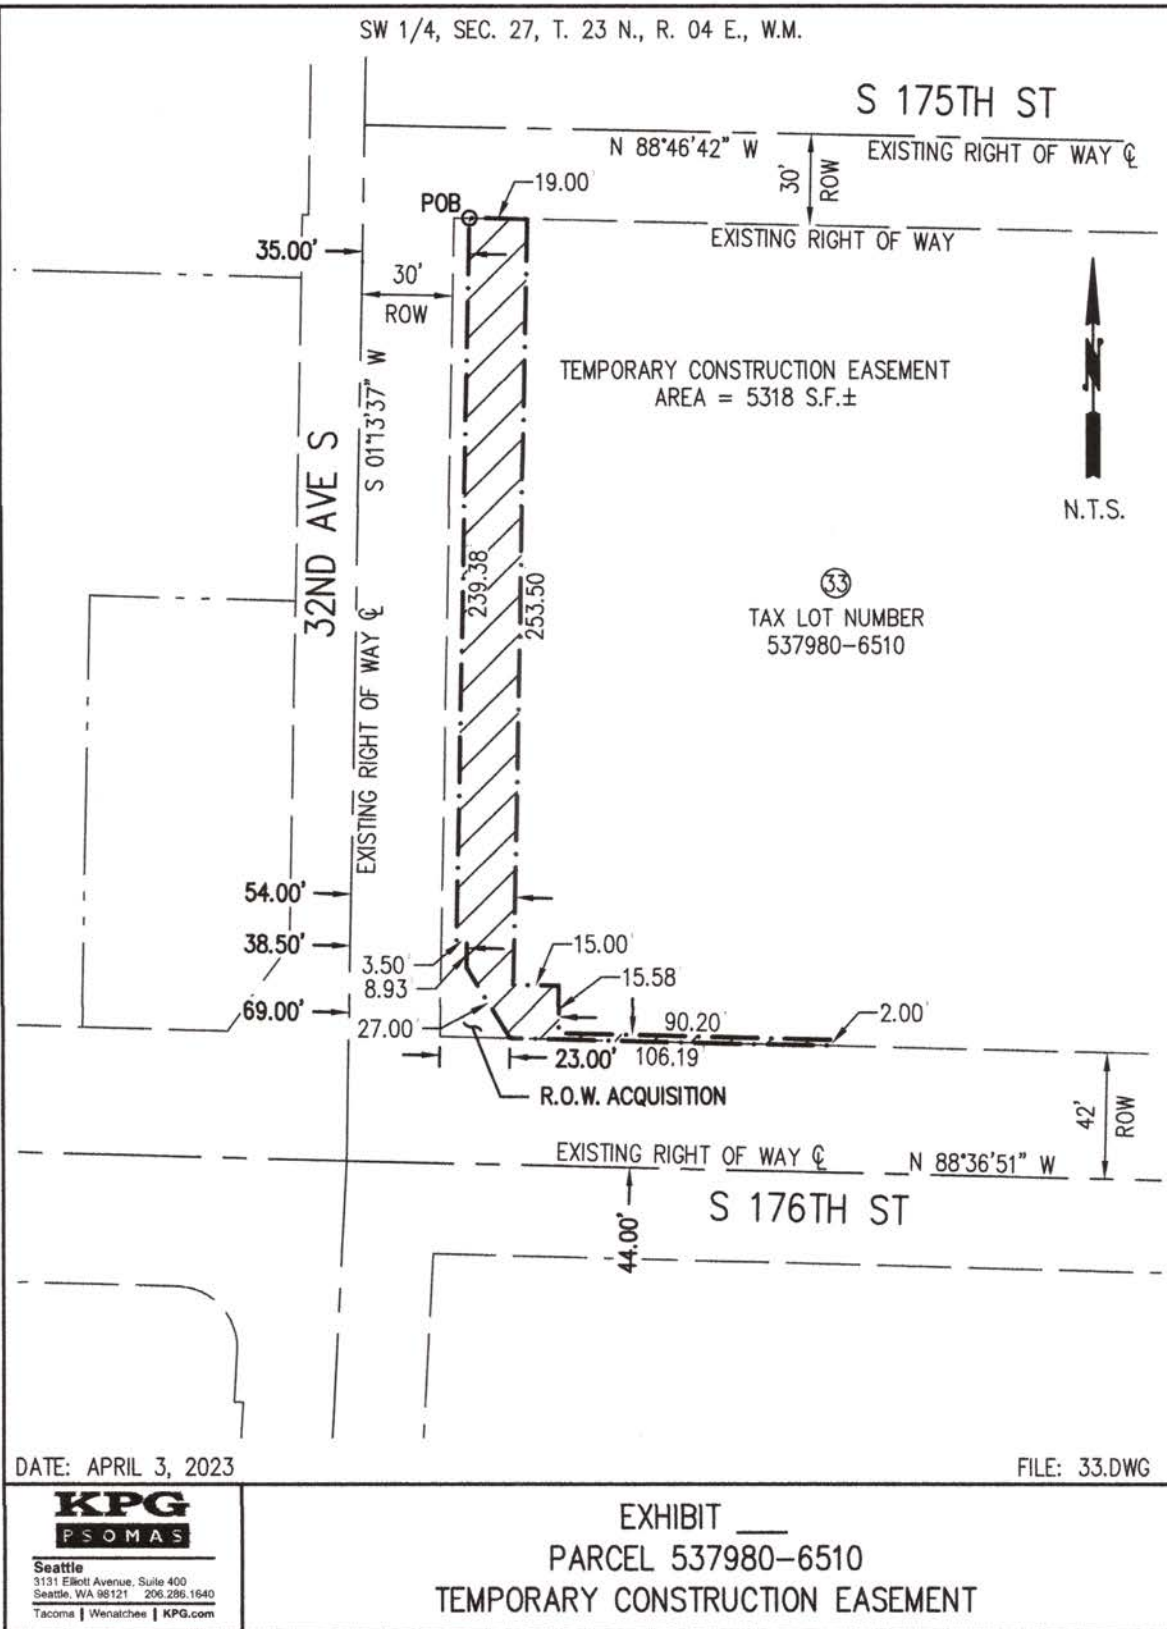 SW 1/4, SEC. 27, T. 23 N., R. 04 E., W.M.
S 175TH ST
N 88°46'42" W
EXISTING RIGHT OF WAY ℄
30'
ROW
19.00'
POB
EXISTING RIGHT OF WAY
35.00'
30'
ROW
S 01°13'37" W
TEMPORARY CONSTRUCTION EASEMENT
AREA = 5318 S.F.±
N
N.T.S.
32ND AVE S
239.38'
253.50'
33
TAX LOT NUMBER
537980-6510
EXISTING RIGHT OF WAY ℄
54.00'
38.50'
3.50'
8.93'
15.00'
15.58'
69.00'
27.00'
90.20'
2.00'
23.00'
106.19'
R.O.W. ACQUISITION
42'
ROW
EXISTING RIGHT OF WAY ℄
N 88°36'51" W
S 176TH ST
44.00'
DATE: APRIL 3, 2023
FILE: 33.DWG
KPG
PSOMAS
Seattle
3131 Elliott Avenue, Suite 400
Seattle, WA 98121 206.286.1640
Tacoma | Wenatchee | KPG.com
EXHIBIT ___
PARCEL 537980-6510
TEMPORARY CONSTRUCTION EASEMENT